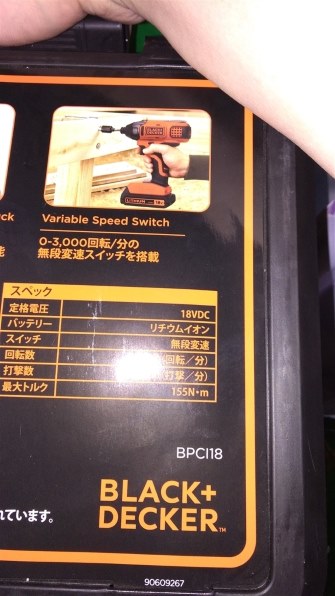 ck
Variable Speed Switch
能
0-3,000回転/分の
無段変速スイッチを搭載
スペック
定格電圧 18VDC
バッテリー リチウムイオン
スイッチ 無段変速
回転数 回転/分)
打撃数 打撃/分)
最大トルク 155N・m
BPCI18
BLACK+
DECKER™
れています。
90609267